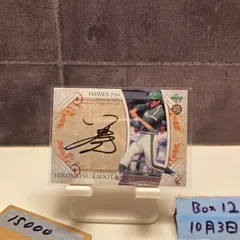 HAWKS 75th
HIROMITSU KADOTA
15000
Box 12
10月3日